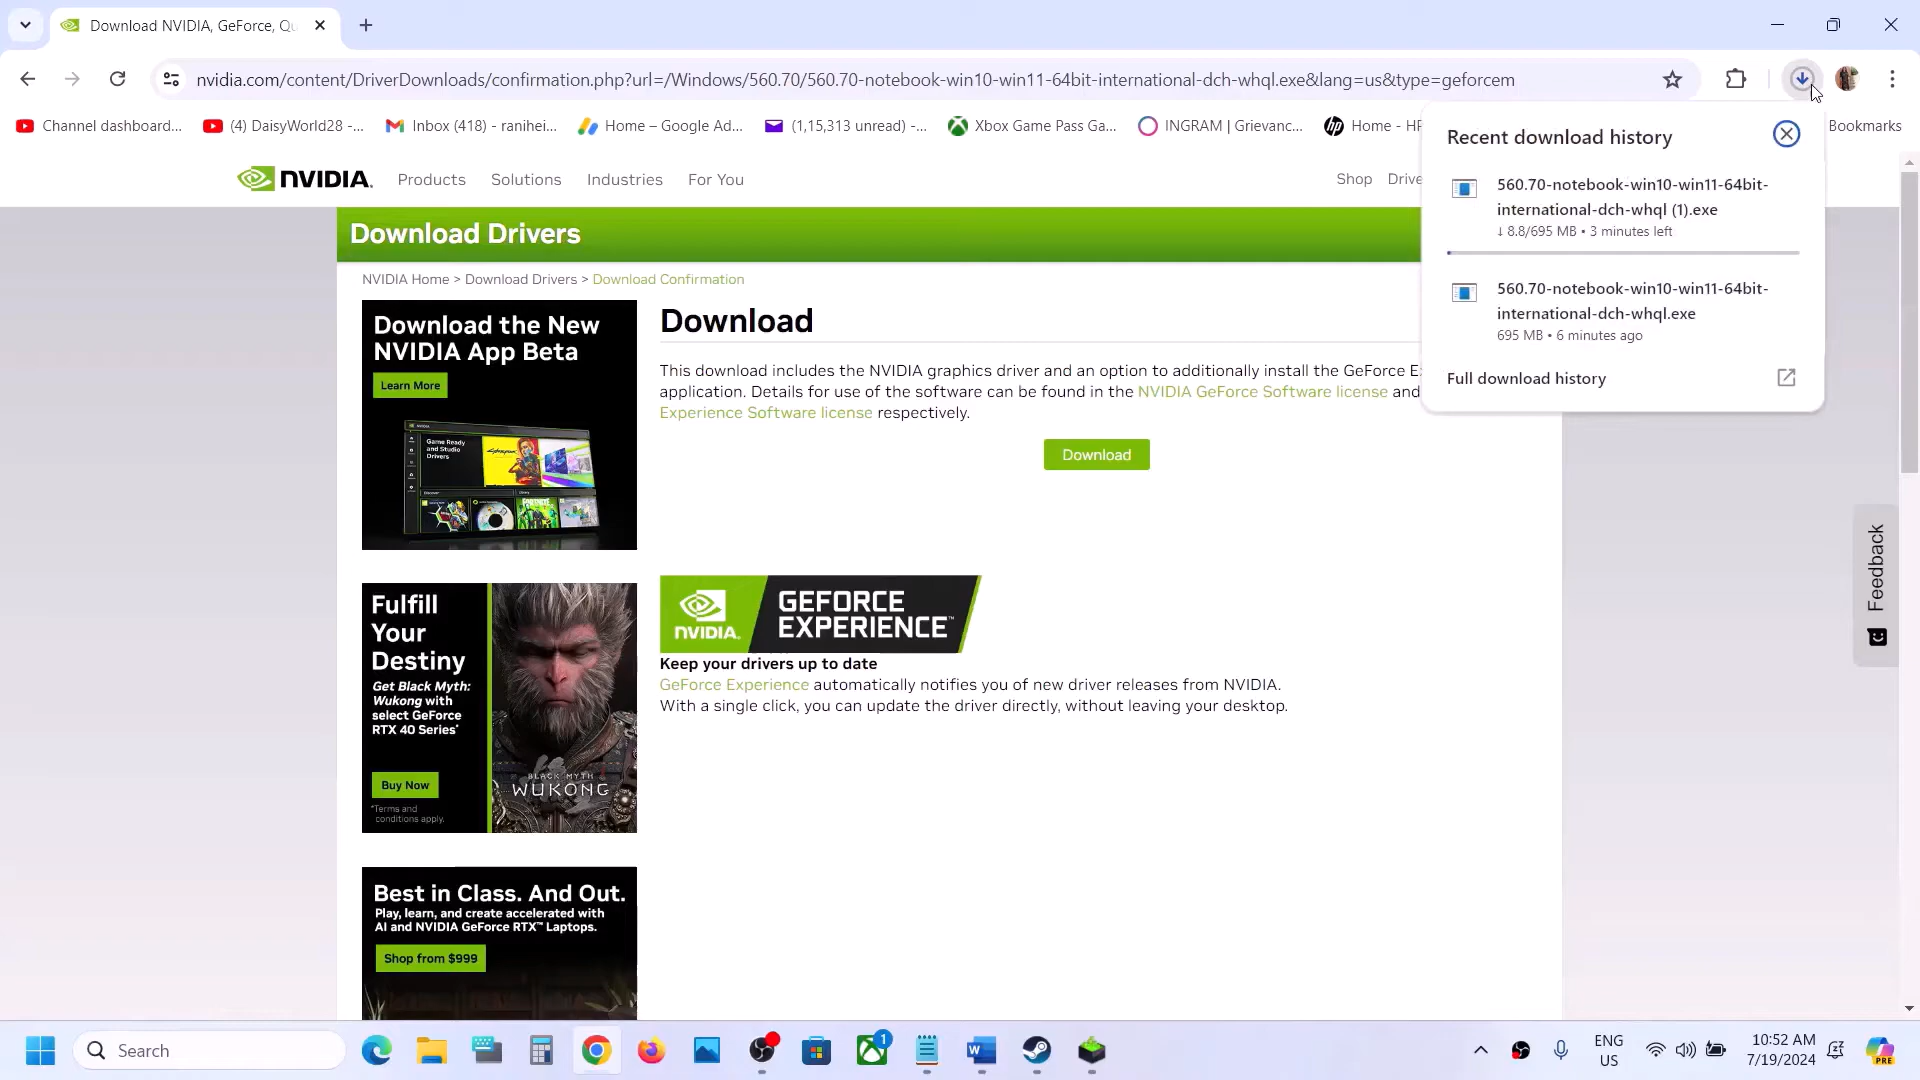 Download NVIDIA, GeForce, Qu
nvidia.com/content/DriverDownloads/confirmation.php?url=/Windows/560.70/560.70-notebook-win10-win11-64bit-international-dch-whql.exe&lang=us&type=geforcem
Channel dashboard...
(4) DaisyWorld28 -...
Inbox (418) - ranihei...
Home – Google Ad...
(1,15,313 unread) -...
Xbox Game Pass Ga...
INGRAM | Grievanc...
Home - HP
Bookmarks
Recent download history
560.70-notebook-win10-win11-64bit-
international-dch-whql (1).exe
↓ 8.8/695 MB • 3 minutes left
560.70-notebook-win10-win11-64bit-
international-dch-whql.exe
695 MB • 6 minutes ago
Full download history
NVIDIA.
Products
Solutions
Industries
For You
Shop
Drive
Download Drivers
NVIDIA Home > Download Drivers > Download Confirmation
Download the New
NVIDIA App Beta
Learn More
Game Ready
and Studio
Drivers
Download
This download includes the NVIDIA graphics driver and an option to additionally install the GeForce E
application. Details for use of the software can be found in the NVIDIA GeForce Software license and
Experience Software license respectively.
Download
Fulfill
Your
Destiny
Get Black Myth:
Wukong with
select GeForce
RTX 40 Series*
Buy Now
*Terms and
conditions apply.
BLACK MYTH
WUKONG
NVIDIA.
GEFORCE
EXPERIENCE™
Keep your drivers up to date
GeForce Experience automatically notifies you of new driver releases from NVIDIA.
With a single click, you can update the driver directly, without leaving your desktop.
Best in Class. And Out.
Play, learn, and create accelerated with
AI and NVIDIA GeForce RTX™ Laptops.
Shop from $999
Feedback
Search
1
ENG
US
10:52 AM
7/19/2024
PRE